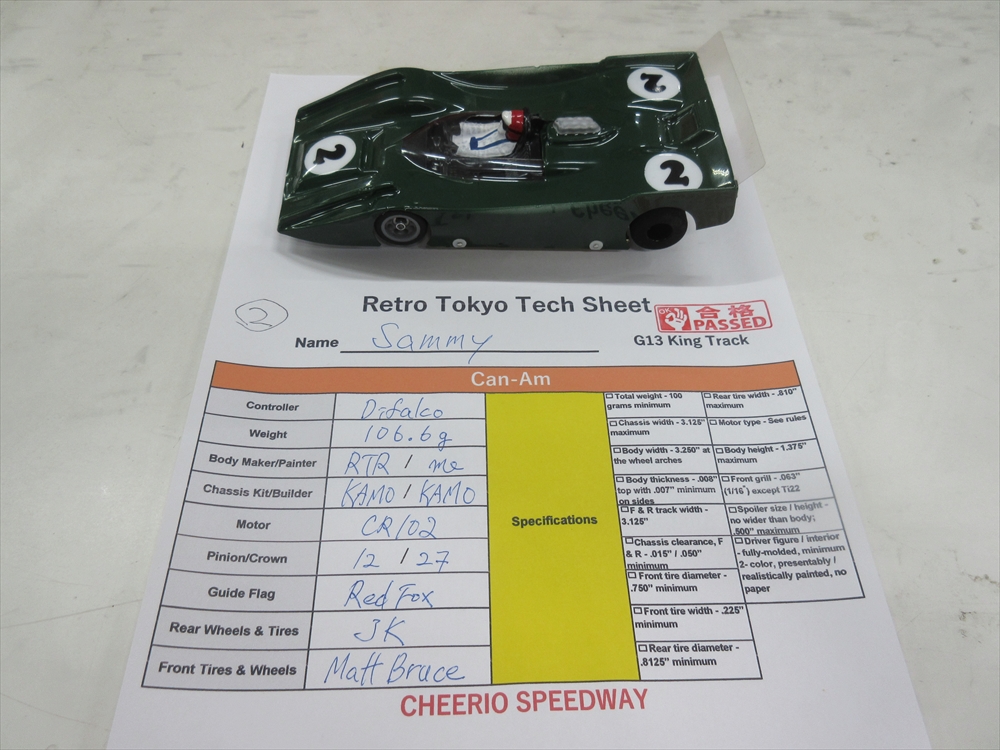 2
2
2
Retro Tokyo Tech Sheet
OK
合格
PASSED
2
Name Sammy
G13 King Track
Can-Am
Controller Difalco
Weight 106.6g
Body Maker/Painter RTR / me
Chassis Kit/Builder KAMO / KAMO
Motor CR/02
Pinion/Crown 12 / 27
Guide Flag Red Fox
Rear Wheels & Tires JK
Front Tires & Wheels Matt Bruce
Specifications
Total weight - 100
grams minimum
Chassis width - 3.125"
maximum
Body width - 3.250" at
the wheel arches
Body thickness - .008"
top with .007" minimum
on sides
F & R track width -
3.125"
Chassis clearance, F
& R - .015" / .050"
minimum
Front tire diameter -
.750" minimum
Front tire width - .225"
minimum
Rear tire diameter -
.8125" minimum
Rear tire width - .810"
maximum
Motor type - See rules
Body height - 1.375"
maximum
Front grill - .063"
(1/16") except Ti22
Spoiler size / height -
no wider than body;
.500" maximum
Driver figure / interior
- fully-molded, minimum
2- color, presentably /
realistically painted, no
paper
CHEERIO SPEEDWAY